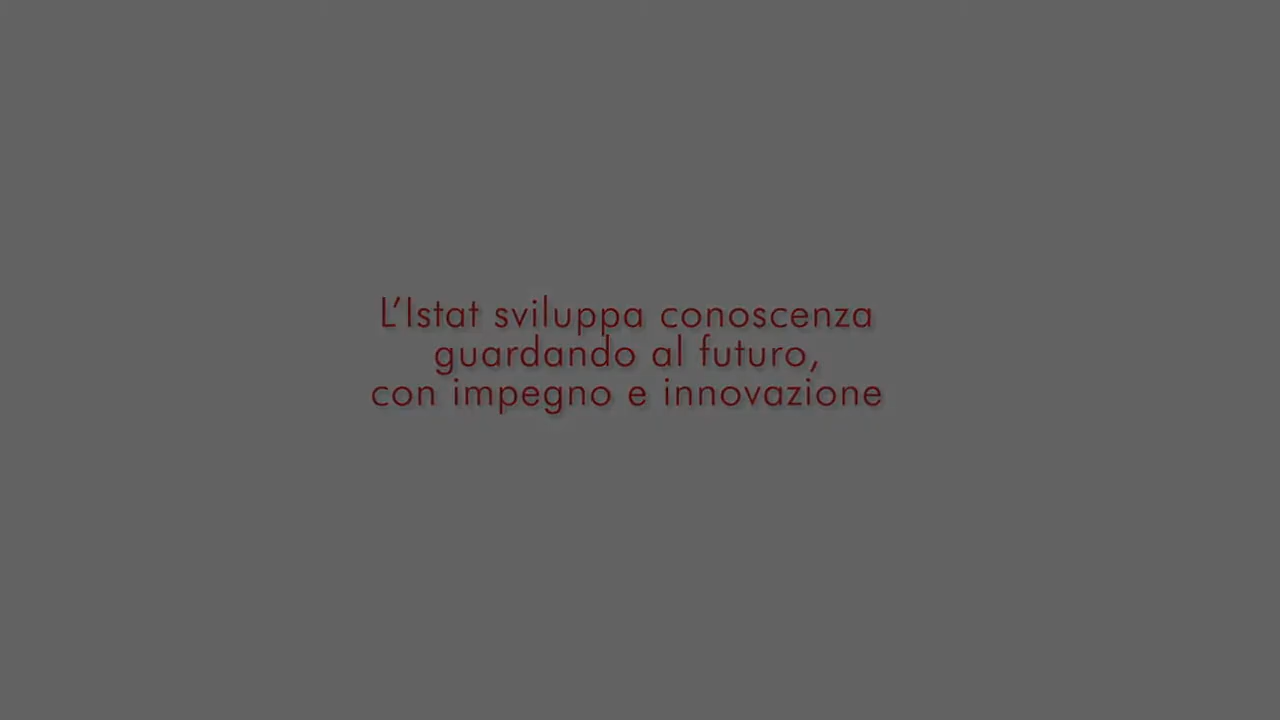 L’Istat sviluppa conoscenza
guardando al futuro,
con impegno e innovazione